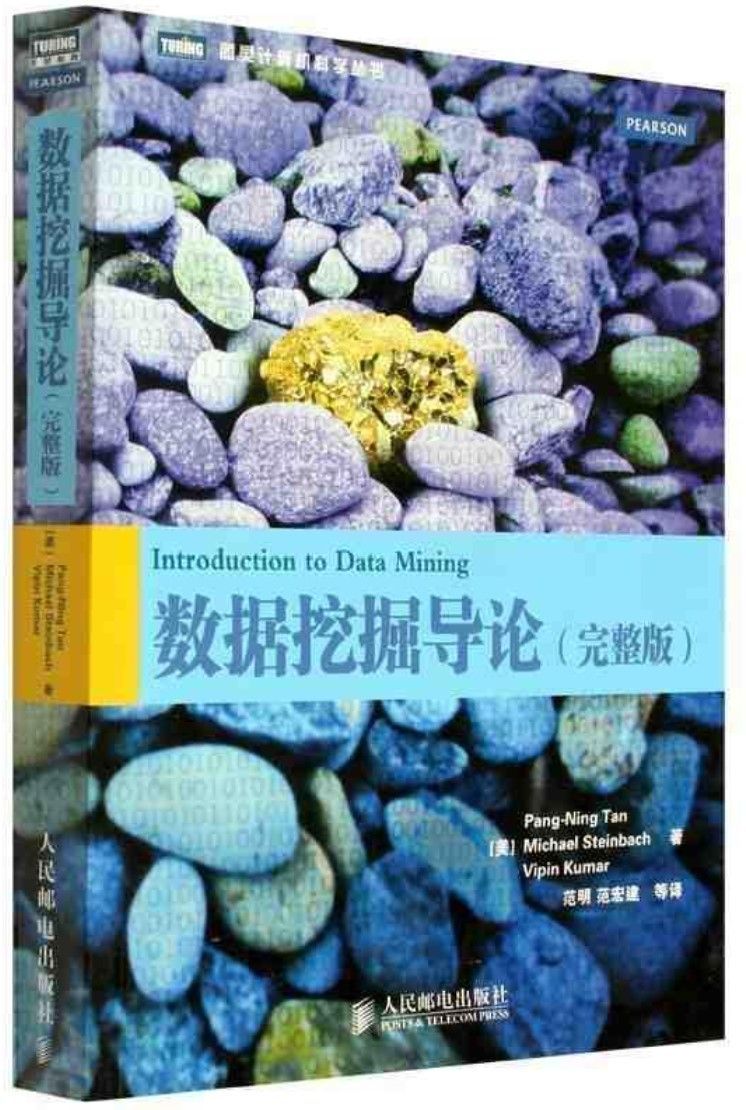 TURING
PEARSON
数据挖掘导论
(完整版)
[美]
Pang-Ning Tan
Michael Steinbach
Vipin Kumar
著
人民邮电出版社
TURING 图灵计算机科学丛书
PEARSON
Introduction to Data Mining
数据挖掘导论(完整版)
Pang-Ning Tan
[美] Michael Steinbach 著
Vipin Kumar
范明 范宏建 等译
人民邮电出版社
POSTS & TELECOM PRESS